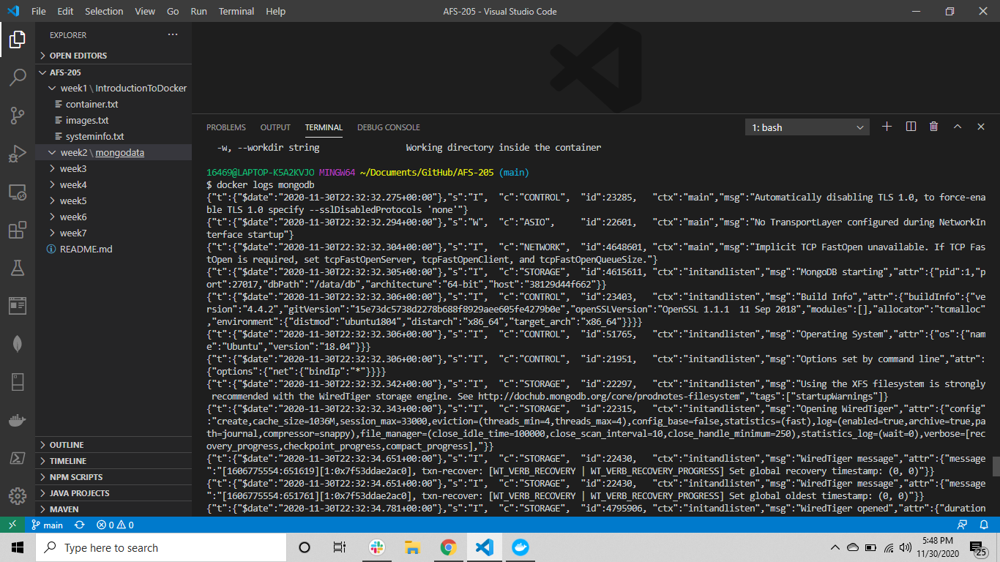 File Edit Selection View Go Run Terminal Help AFS-205 - Visual Studio Code
EXPLORER
OPEN EDITORS
AFS-205
week1 \ IntroductionToDocker
container.txt
images.txt
systeminfo.txt
week2 \ mongodata
week3
week4
week5
week6
week7
README.md
OUTLINE
TIMELINE
NPM SCRIPTS
JAVA PROJECTS
MAVEN
PROBLEMS OUTPUT TERMINAL DEBUG CONSOLE 1: bash
-w, --workdir string Working directory inside the container
16469@LAPTOP-K5A2KVJO MINGW64 ~/Documents/GitHub/AFS-205 (main)
$ docker logs mongodb
{"t":{"$date":"2020-11-30T22:32:32.275+00:00"},"s":"I", "c":"CONTROL", "id":23285, "ctx":"main","msg":"Automatically disabling TLS 1.0, to force-ena
ble TLS 1.0 specify --sslDisabledProtocols 'none'"}
{"t":{"$date":"2020-11-30T22:32:32.294+00:00"},"s":"W", "c":"ASIO", "id":22601, "ctx":"main","msg":"No TransportLayer configured during NetworkIn
terface startup"}
{"t":{"$date":"2020-11-30T22:32:32.304+00:00"},"s":"I", "c":"NETWORK", "id":4648601, "ctx":"main","msg":"Implicit TCP FastOpen unavailable. If TCP Fas
tOpen is required, set tcpFastOpenServer, tcpFastOpenClient, and tcpFastOpenQueueSize."}
{"t":{"$date":"2020-11-30T22:32:32.305+00:00"},"s":"I", "c":"STORAGE", "id":4615611, "ctx":"initandlisten","msg":"MongoDB starting","attr":{"pid":1,"p
ort":27017,"dbPath":"/data/db","architecture":"64-bit","host":"38129d44f662"}}
{"t":{"$date":"2020-11-30T22:32:32.306+00:00"},"s":"I", "c":"CONTROL", "id":23403, "ctx":"initandlisten","msg":"Build Info","attr":{"buildInfo":{"ve
rsion":"4.4.2","gitVersion":"15e73dc5738d2278b688f8929aee605fe4279b0e","openSSLVersion":"OpenSSL 1.1.1 11 Sep 2018","modules":[],"allocator":"tcmalloc"
,"environment":{"distmod":"ubuntu1804","distarch":"x86_64","target_arch":"x86_64"}}}}
{"t":{"$date":"2020-11-30T22:32:32.306+00:00"},"s":"I", "c":"CONTROL", "id":51765, "ctx":"initandlisten","msg":"Operating System","attr":{"os":{"nam
e":"Ubuntu","version":"18.04"}}}
{"t":{"$date":"2020-11-30T22:32:32.306+00:00"},"s":"I", "c":"CONTROL", "id":21951, "ctx":"initandlisten","msg":"Options set by command line","attr":
{"options":{"net":{"bindIp":"*"}}}}
{"t":{"$date":"2020-11-30T22:32:32.342+00:00"},"s":"I", "c":"STORAGE", "id":22297, "ctx":"initandlisten","msg":"Using the XFS filesystem is strongly
recommended with the WiredTiger storage engine. See http://dochub.mongodb.org/core/prodnotes-filesystem","tags":["startupWarnings"]}
{"t":{"$date":"2020-11-30T22:32:32.343+00:00"},"s":"I", "c":"STORAGE", "id":22315, "ctx":"initandlisten","msg":"Opening WiredTiger","attr":{"config"
:"create,cache_size=1036M,session_max=33000,eviction=(threads_min=4,threads_max=4),config_base=false,statistics=(fast),log=(enabled=true,archive=true,pa
th=journal,compressor=snappy),file_manager=(close_idle_time=100000,close_scan_interval=10,close_handle_minimum=250),statistics_log=(wait=0),verbose=[rec
overy_progress,checkpoint_progress,compact_progress],"}}
{"t":{"$date":"2020-11-30T22:32:34.651+00:00"},"s":"I", "c":"STORAGE", "id":22430, "ctx":"initandlisten","msg":"WiredTiger message","attr":{"message
":"[1606775554:651619][1:0x7f53ddae2ac0], txn-recover: [WT_VERB_RECOVERY | WT_VERB_RECOVERY_PROGRESS] Set global recovery timestamp: (0, 0)"}}
{"t":{"$date":"2020-11-30T22:32:34.651+00:00"},"s":"I", "c":"STORAGE", "id":22430, "ctx":"initandlisten","msg":"WiredTiger message","attr":{"message
":"[1606775554:651761][1:0x7f53ddae2ac0], txn-recover: [WT_VERB_RECOVERY | WT_VERB_RECOVERY_PROGRESS] Set global oldest timestamp: (0, 0)"}}
{"t":{"$date":"2020-11-30T22:32:34.781+00:00"},"s":"I", "c":"STORAGE", "id":4795906, "ctx":"initandlisten","msg":"WiredTiger opened","attr":{"duration
main 0 0
Type here to search
5:48 PM
11/30/2020
25